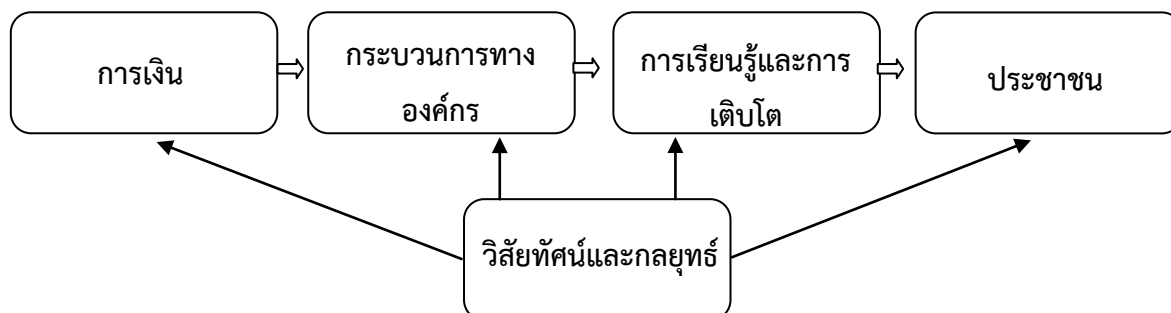 การเงิน
กระบวนการทาง
องค์กร
การเรียนรู้และการ
เติบโต
ประชาชน
วิสัยทัศน์และกลยุทธ์